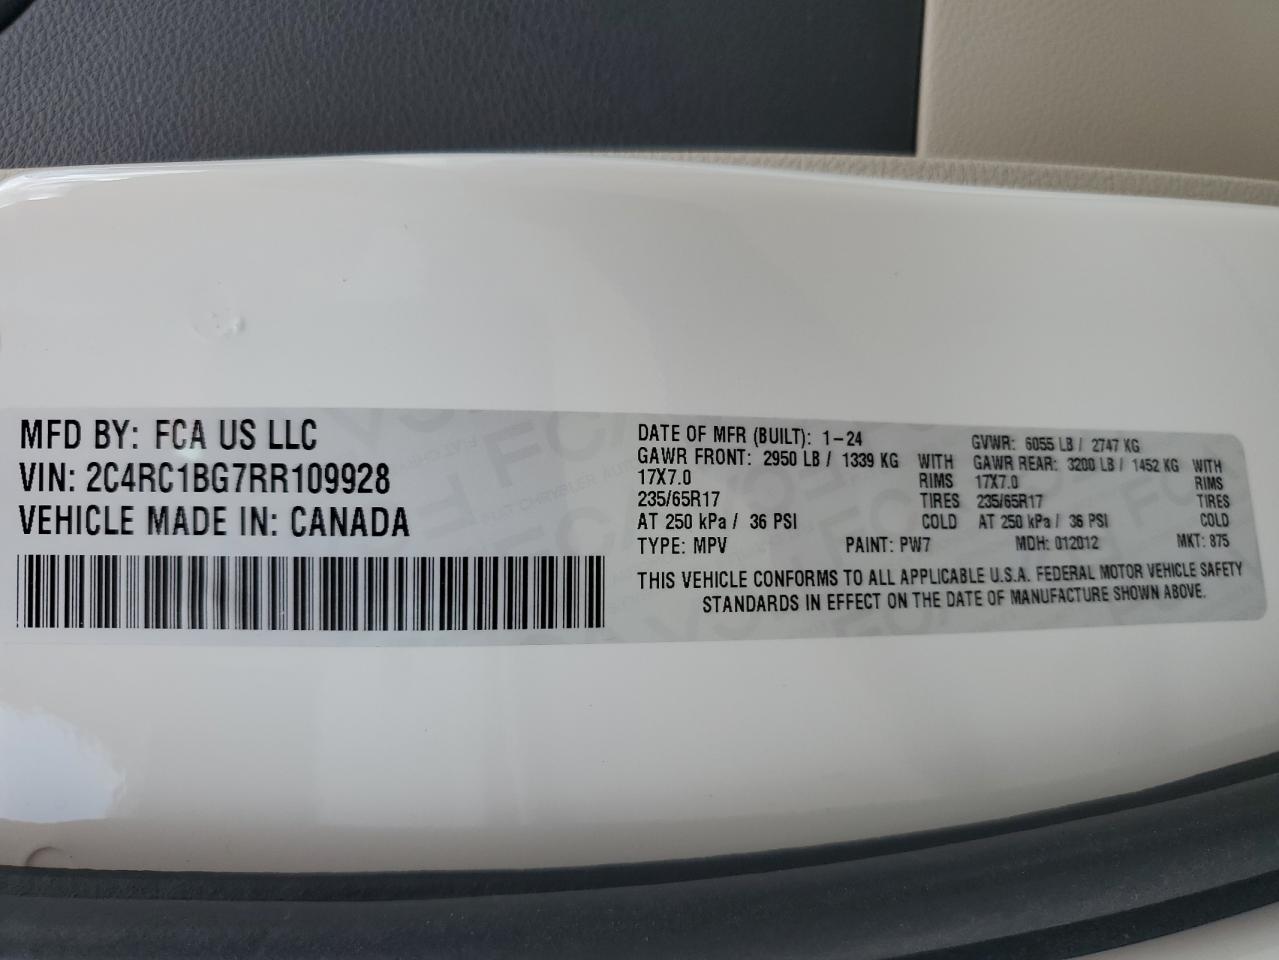 MFD BY: FCA US LLC
VIN: 2C4RC1BG7RR109928
VEHICLE MADE IN: CANADA
DATE OF MFR (BUILT): 1-24 GVWR: 6055 LB / 2747 KG
GAWR FRONT: 2950 LB / 1339 KG WITH GAWR REAR: 3200 LB / 1452 KG WITH
17X7.0 RIMS 17X7.0 RIMS
235/65R17 TIRES 235/65R17 TIRES
AT 250 kPa / 36 PSI COLD AT 250 kPa / 36 PSI COLD
TYPE: MPV PAINT: PW7 MDH: 012012 MKT: 875
THIS VEHICLE CONFORMS TO ALL APPLICABLE U.S.A. FEDERAL MOTOR VEHICLE SAFETY
STANDARDS IN EFFECT ON THE DATE OF MANUFACTURE SHOWN ABOVE.